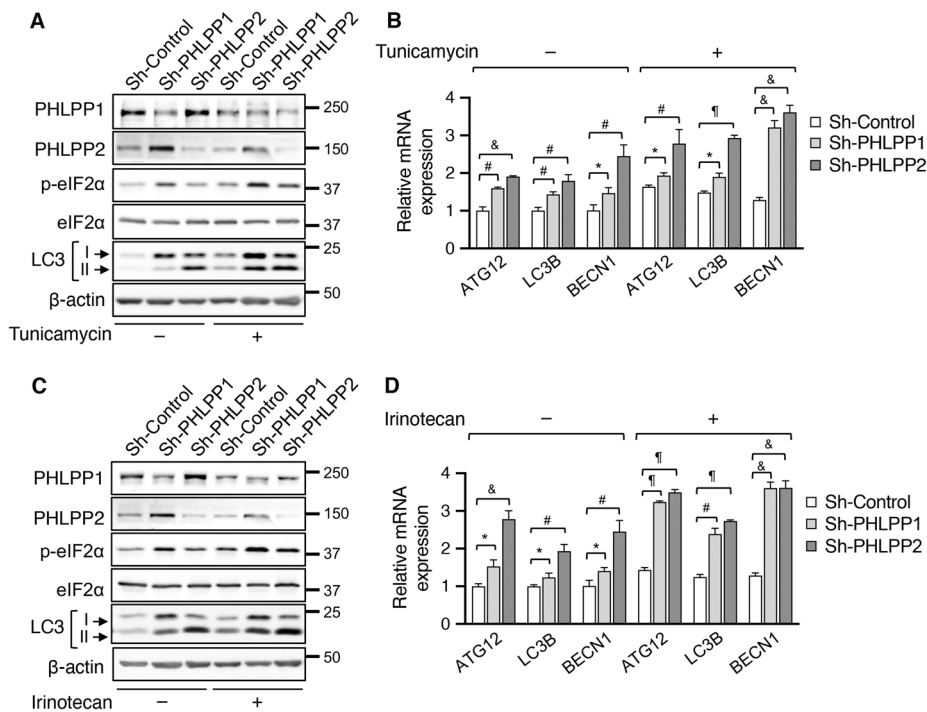 A
Sh-Control
Sh-PHLPP1
Sh-PHLPP2
Sh-Control
Sh-PHLPP1
Sh-PHLPP2
PHLPP1
250
PHLPP2
150
p-eIF2α
37
eIF2α
37
LC3
I
II
25
β-actin
50
Tunicamycin
–
+
B
Tunicamycin
–
+
Relative mRNA
expression
4
3
2
1
0
&
#
#
#
#
*
#
*
¶
*
&
&
ATG12
LC3B
BECN1
ATG12
LC3B
BECN1
Sh-Control
Sh-PHLPP1
Sh-PHLPP2
C
Sh-Control
Sh-PHLPP1
Sh-PHLPP2
Sh-Control
Sh-PHLPP1
Sh-PHLPP2
PHLPP1
250
PHLPP2
150
p-eIF2α
37
eIF2α
37
LC3
I
II
25
β-actin
50
Irinotecan
–
+
D
Irinotecan
–
+
Relative mRNA
expression
4
3
2
1
0
&
*
#
*
#
*
¶
¶
¶
#
&
&
ATG12
LC3B
BECN1
ATG12
LC3B
BECN1
Sh-Control
Sh-PHLPP1
Sh-PHLPP2